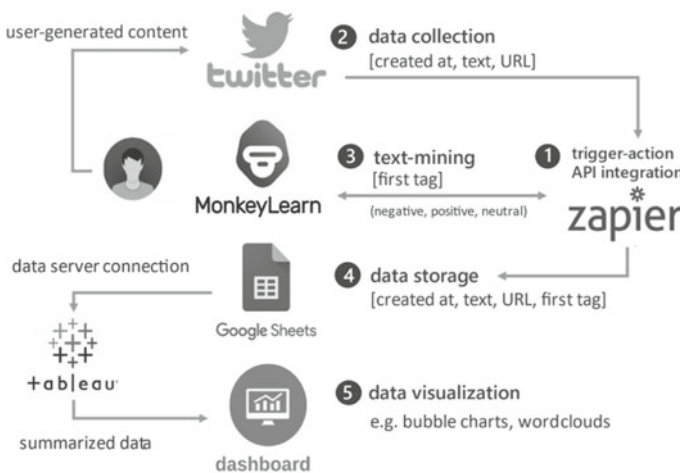 user-generated content
twitter
2 data collection
[created at, text, URL]
MonkeyLearn
3 text-mining
[first tag]
(negative, positive, neutral)
1 trigger-action
API integration
zapier
data server connection
Google Sheets
4 data storage
[created at, text, URL, first tag]
+ableau
summarized data
dashboard
5 data visualization
e.g. bubble charts, wordclouds